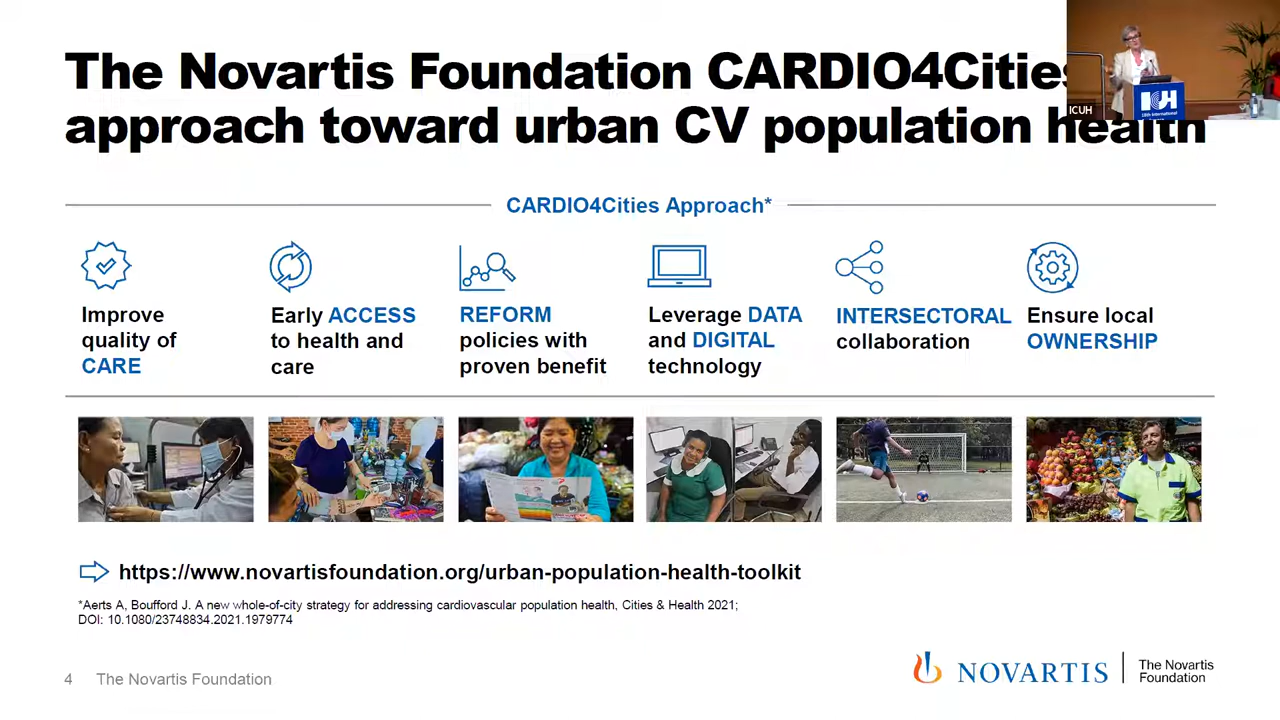 The Novartis Foundation CARDIO4Cities
approach toward urban CV population health
ICUH
18th International
CARDIO4Cities Approach*
Improve
quality of
CARE
Early ACCESS
to health and
care
REFORM
policies with
proven benefit
Leverage DATA
and DIGITAL
technology
INTERSECTORAL
collaboration
Ensure local
OWNERSHIP
https://www.novartisfoundation.org/urban-population-health-toolkit
*Aerts A, Boufford J. A new whole-of-city strategy for addressing cardiovascular population health, Cities & Health 2021;
DOI: 10.1080/23748834.2021.1979774
4 The Novartis Foundation
NOVARTIS
The Novartis
Foundation